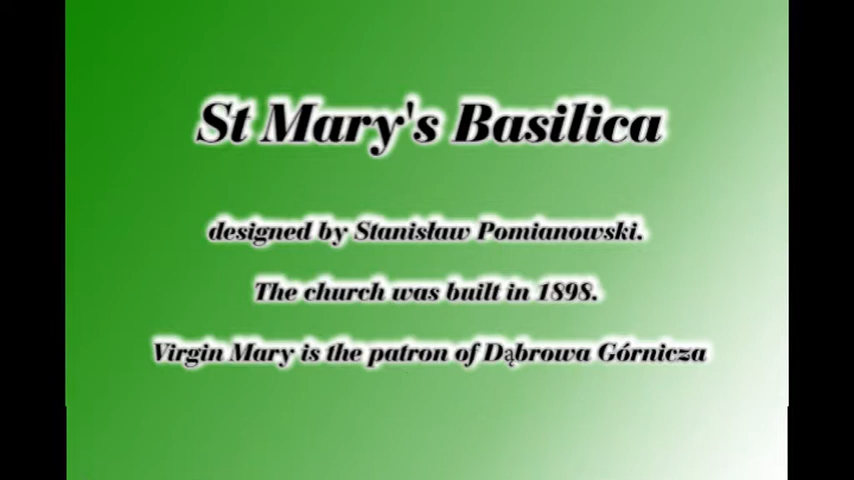 St Mary's Basilica
designed by Stanisław Pomianowski.
The church was built in 1898.
Virgin Mary is the patron of Dąbrowa Górnicza